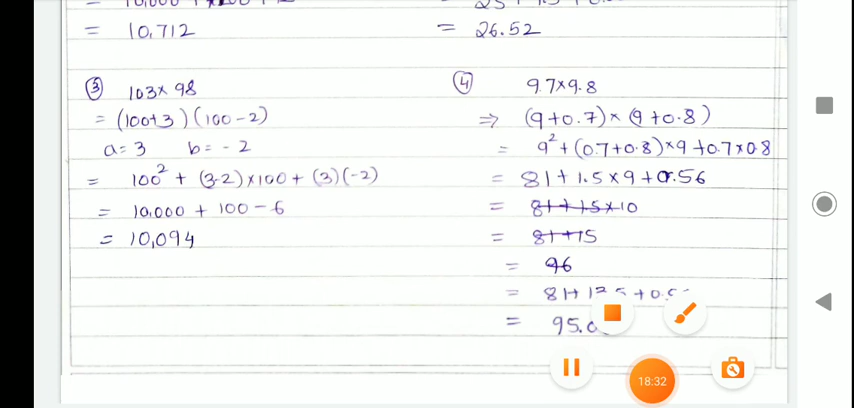 = 10,712
= 26.52
③ 103 × 98
= (100+3) (100-2)
a = 3 b = -2
= 100² + (3-2) × 100 + (3)(-2)
= 10,000 + 100 - 6
= 10,094
④ 9.7 × 9.8
⇒ (9 + 0.7) × (9 + 0.8)
= 9² + (0.7 + 0.8) × 9 + 0.7 × 0.8
= 81 + 1.5 × 9 + 0.56
= 81 + 15 × 10
= 81 + 15
= 96
= 81 +
= 95.0
18:32